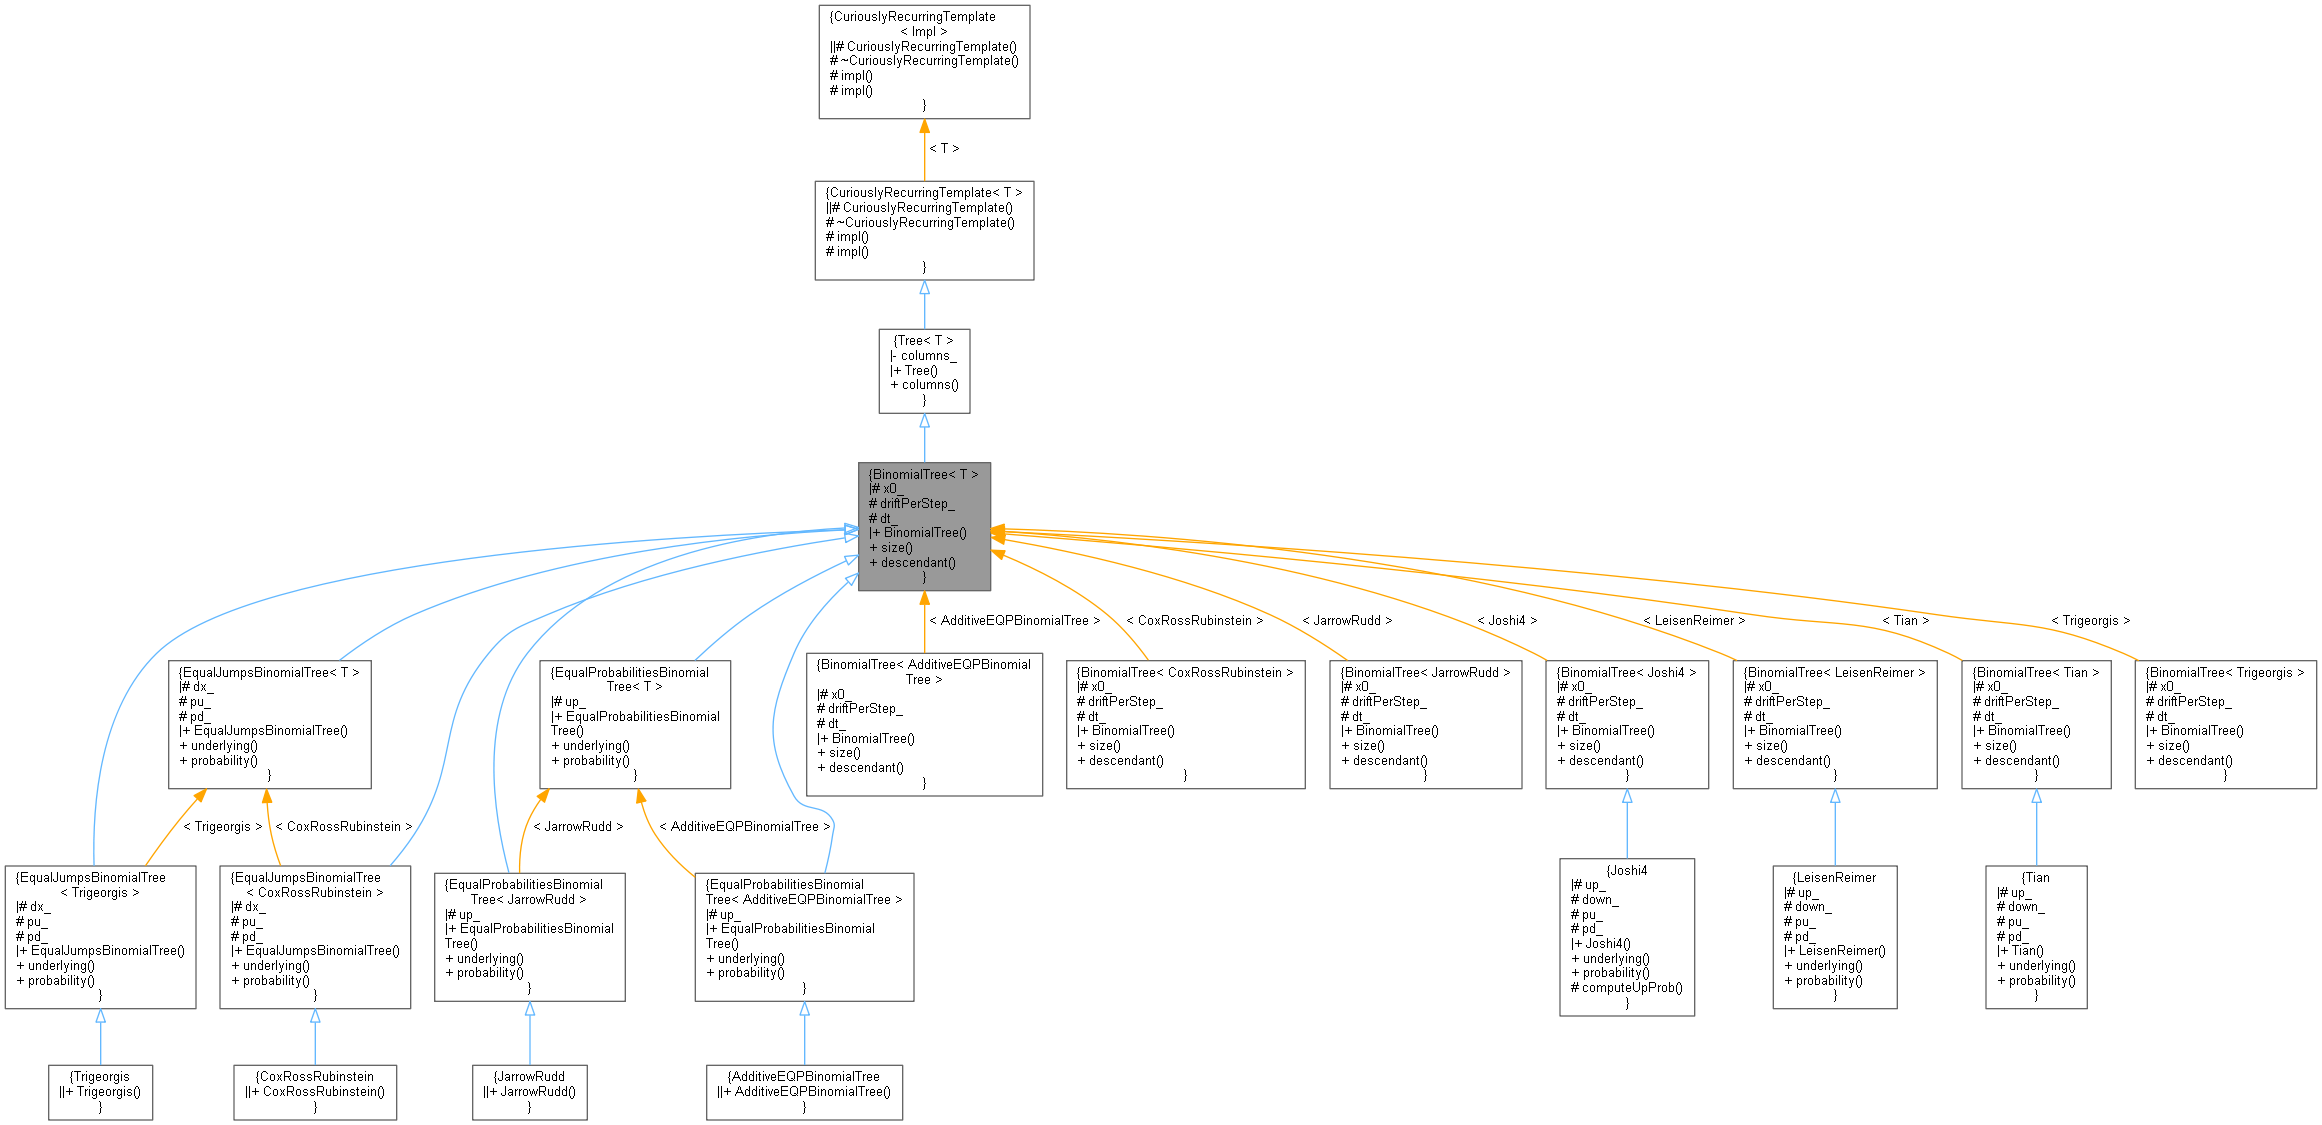 {CuriouslyRecurringTemplate
< Impl >
||# CuriouslyRecurringTemplate()
# ~CuriouslyRecurringTemplate()
# impl()
# impl()
}
< T >
{CuriouslyRecurringTemplate< T >
||# CuriouslyRecurringTemplate()
# ~CuriouslyRecurringTemplate()
# impl()
# impl()
}
{Tree< T >
|- columns_
|+ Tree()
+ columns()
}
{BinomialTree< T >
|# x0_
# driftPerStep_
# dt_
|+ BinomialTree()
+ size()
+ descendant()
}
< AdditiveEQPBinomialTree >
< CoxRossRubinstein >
< JarrowRudd >
< Joshi4 >
< LeisenReimer >
< Tian >
< Trigeorgis >
{EqualJumpsBinomialTree< T >
|# dx_
# pu_
# pd_
|+ EqualJumpsBinomialTree()
+ underlying()
+ probability()
}
{EqualProbabilitiesBinomial
Tree< T >
|# up_
|+ EqualProbabilitiesBinomial
Tree()
+ underlying()
+ probability()
}
{BinomialTree< AdditiveEQPBinomial
Tree >
|# x0_
# driftPerStep_
# dt_
|+ BinomialTree()
+ size()
+ descendant()
}
{BinomialTree< CoxRossRubinstein >
|# x0_
# driftPerStep_
# dt_
|+ BinomialTree()
+ size()
+ descendant()
}
{BinomialTree< JarrowRudd >
|# x0_
# driftPerStep_
# dt_
|+ BinomialTree()
+ size()
+ descendant()
}
{BinomialTree< Joshi4 >
|# x0_
# driftPerStep_
# dt_
|+ BinomialTree()
+ size()
+ descendant()
}
{BinomialTree< LeisenReimer >
|# x0_
# driftPerStep_
# dt_
|+ BinomialTree()
+ size()
+ descendant()
}
{BinomialTree< Tian >
|# x0_
# driftPerStep_
# dt_
|+ BinomialTree()
+ size()
+ descendant()
}
{BinomialTree< Trigeorgis >
|# x0_
# driftPerStep_
# dt_
|+ BinomialTree()
+ size()
+ descendant()
}
< Trigeorgis >
< CoxRossRubinstein >
< JarrowRudd >
< AdditiveEQPBinomialTree >
{EqualJumpsBinomialTree
< Trigeorgis >
|# dx_
# pu_
# pd_
|+ EqualJumpsBinomialTree()
+ underlying()
+ probability()
}
{EqualJumpsBinomialTree
< CoxRossRubinstein >
|# dx_
# pu_
# pd_
|+ EqualJumpsBinomialTree()
+ underlying()
+ probability()
}
{EqualProbabilitiesBinomial
Tree< JarrowRudd >
|# up_
|+ EqualProbabilitiesBinomial
Tree()
+ underlying()
+ probability()
}
{EqualProbabilitiesBinomial
Tree< AdditiveEQPBinomialTree >
|# up_
|+ EqualProbabilitiesBinomial
Tree()
+ underlying()
+ probability()
}
{Joshi4
|# up_
# down_
# pu_
# pd_
|+ Joshi4()
+ underlying()
+ probability()
# computeUpProb()
}
{LeisenReimer
|# up_
# down_
# pu_
# pd_
|+ LeisenReimer()
+ underlying()
+ probability()
}
{Tian
|# up_
# down_
# pu_
# pd_
|+ Tian()
+ underlying()
+ probability()
}
{Trigeorgis
||+ Trigeorgis()
}
{CoxRossRubinstein
||+ CoxRossRubinstein()
}
{JarrowRudd
||+ JarrowRudd()
}
{AdditiveEQPBinomialTree
||+ AdditiveEQPBinomialTree()
}